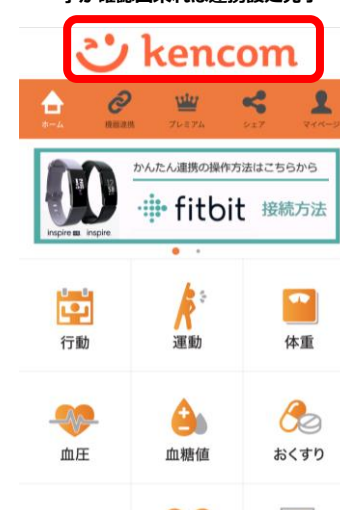 kencom
ホーム
機器連携
プレミアム
シェア
マイページ
かんたん連携の操作方法はこちらから
fitbit 接続方法
inspire HR inspire
行動
運動
体重
血圧
血糖値
おくすり